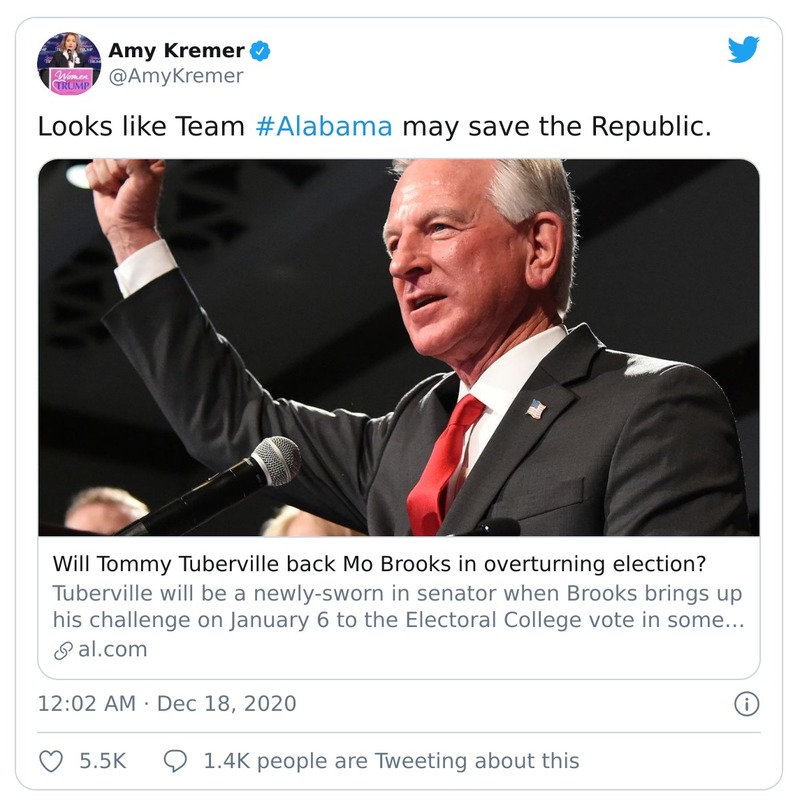 Amy Kremer
@AmyKremer
Women
TRUMP
Looks like Team #Alabama may save the Republic.
Will Tommy Tuberville back Mo Brooks in overturning election?
Tuberville will be a newly-sworn in senator when Brooks brings up
his challenge on January 6 to the Electoral College vote in some…
al.com
12:02 AM · Dec 18, 2020
5.5K 1.4K people are Tweeting about this